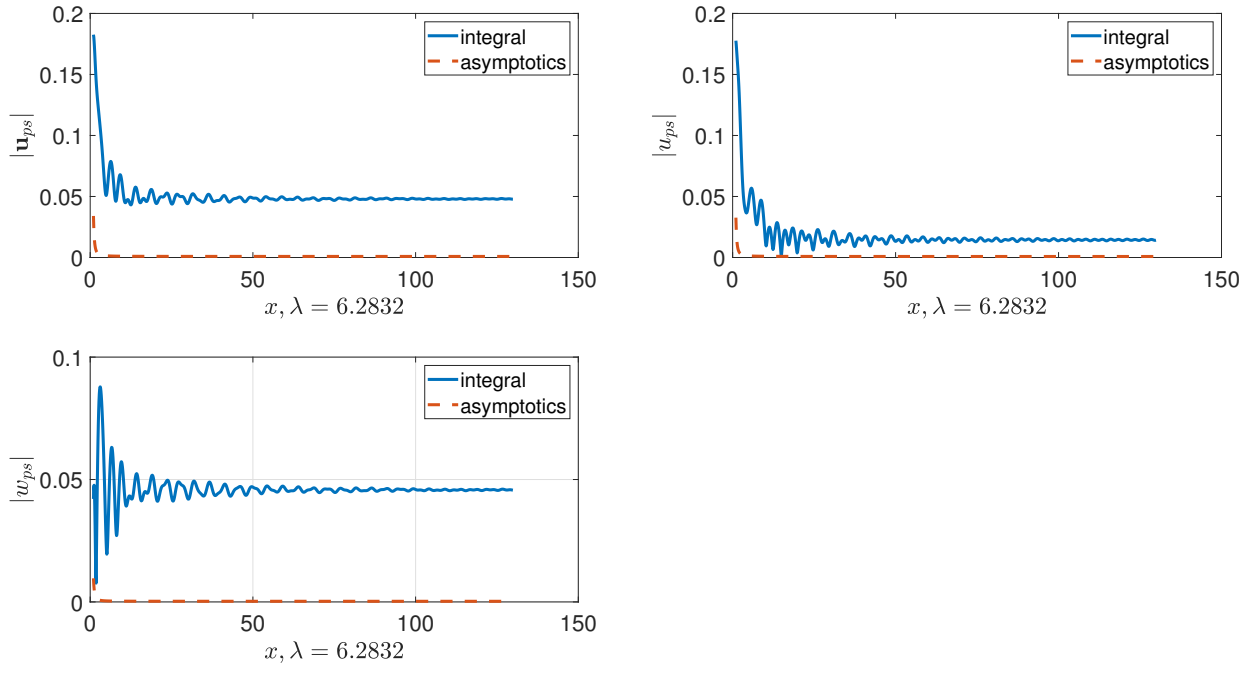 |u_ps|
0.2
0.15
0.1
0.05
0
integral
asymptotics
0
50
100
150
x, λ = 6.2832
|u_ps|
0.2
0.15
0.1
0.05
0
integral
asymptotics
0
50
100
150
x, λ = 6.2832
|w_ps|
0.1
0.05
0
integral
asymptotics
0
50
100
150
x, λ = 6.2832